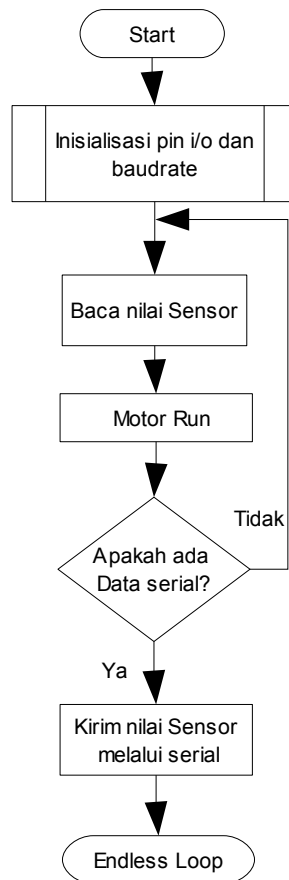 Start
Inisialisasi pin i/o dan
baudrate
Baca nilai Sensor
Motor Run
Tidak
Apakah ada
Data serial?
Ya
Kirim nilai Sensor
melalui serial
Endless Loop